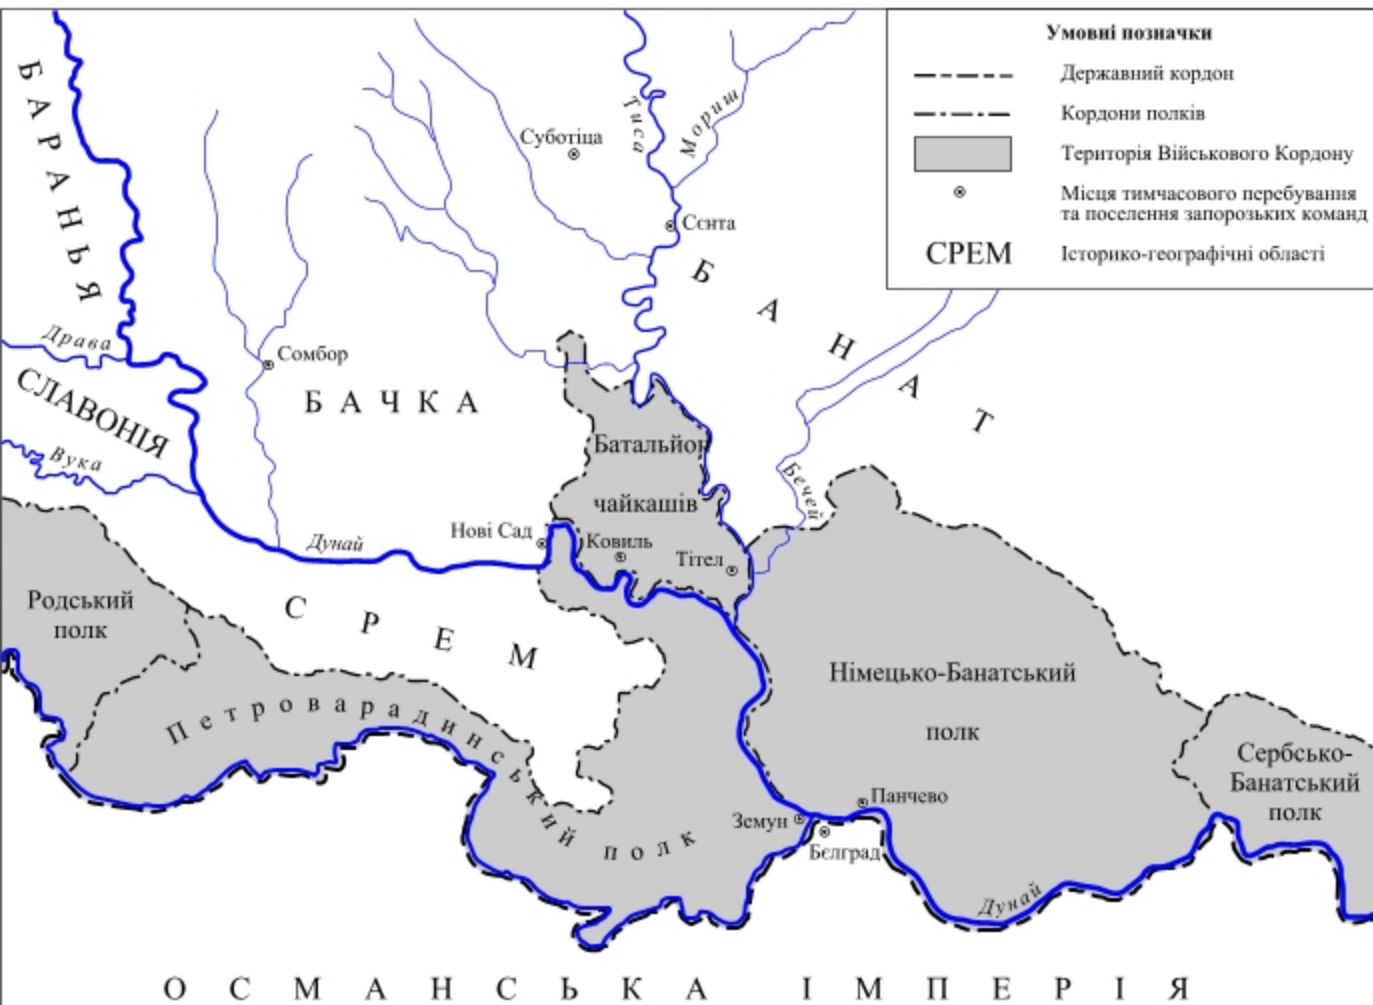 Умовні позначки
Державний кордон
Кордони полків
Територія Військового Кордону
Місця тимчасового перебування
та поселення запорозьких команд
СРЕМ
Історико-географічні області
БАРАНЬЯ
Тиса
Мориш
Суботіца
Сєнта
БАНАТ
Драва
Сомбор
СЛАВОНІЯ
БАЧКА
Вука
Батальйон
чайкашів
Бечей
Нові Сад
Ковиль
Тітел
Дунай
Родський
полк
СРЕМ
Німецько-Банатський
полк
Петроварадинський полк
Сербсько-
Банатський
полк
Панчево
Земун
Бєлград
Дунай
ОСМАНСЬКА ІМПЕРІЯ